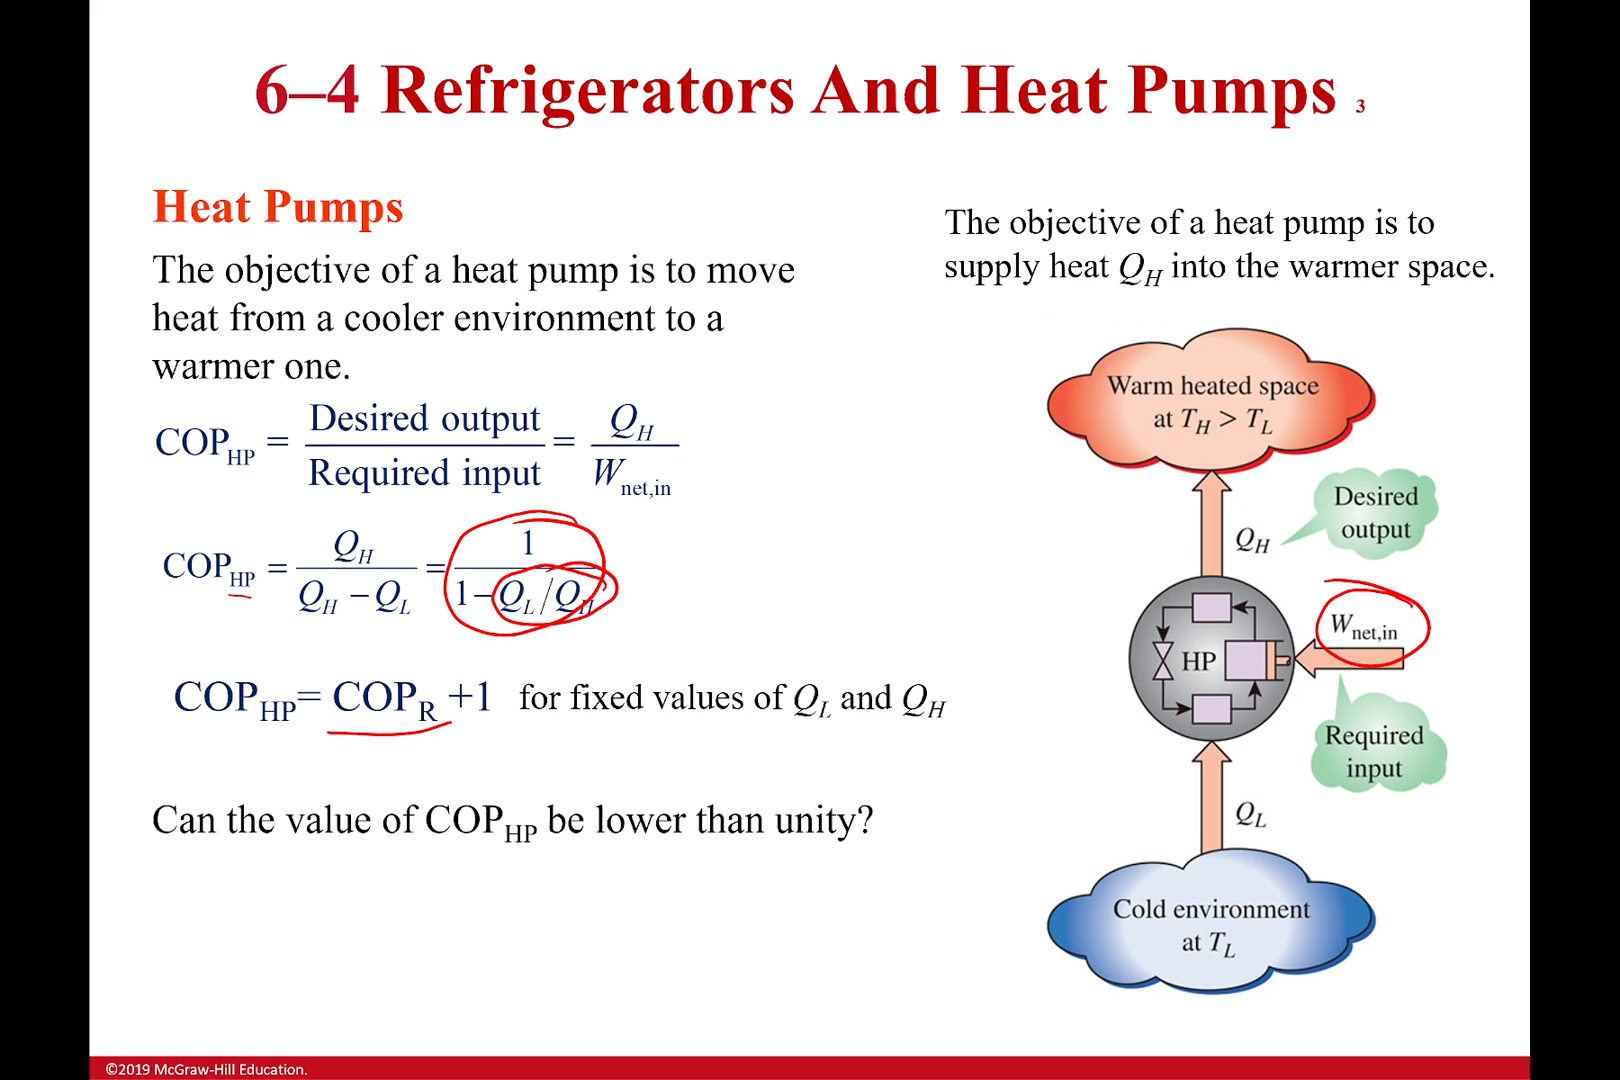 6–4 Refrigerators And Heat Pumps 3
Heat Pumps
The objective of a heat pump is to move
heat from a cooler environment to a
warmer one.
COP_HP = Desired output / Required input = Q_H / W_net,in
COP_HP = Q_H / (Q_H − Q_L) = 1 / (1 − Q_L/Q_H)
COP_HP = COP_R +1 for fixed values of Q_L and Q_H
Can the value of COP_HP be lower than unity?
The objective of a heat pump is to
supply heat Q_H into the warmer space.
Warm heated space
at T_H > T_L
Desired
output
Q_H
W_net,in
HP
Required
input
Q_L
Cold environment
at T_L
©2019 McGraw-Hill Education.